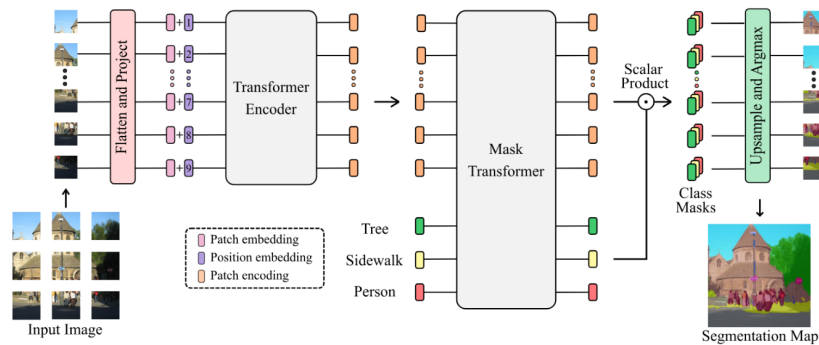 Flatten and Project
+ 1
+ 2
+ 7
+ 8
+ 9
Transformer
Encoder
Mask
Transformer
Scalar
Product
Upsample and Argmax
Class
Masks
Tree
Sidewalk
Person
Patch embedding
Position embedding
Patch encoding
Input Image
Segmentation Map